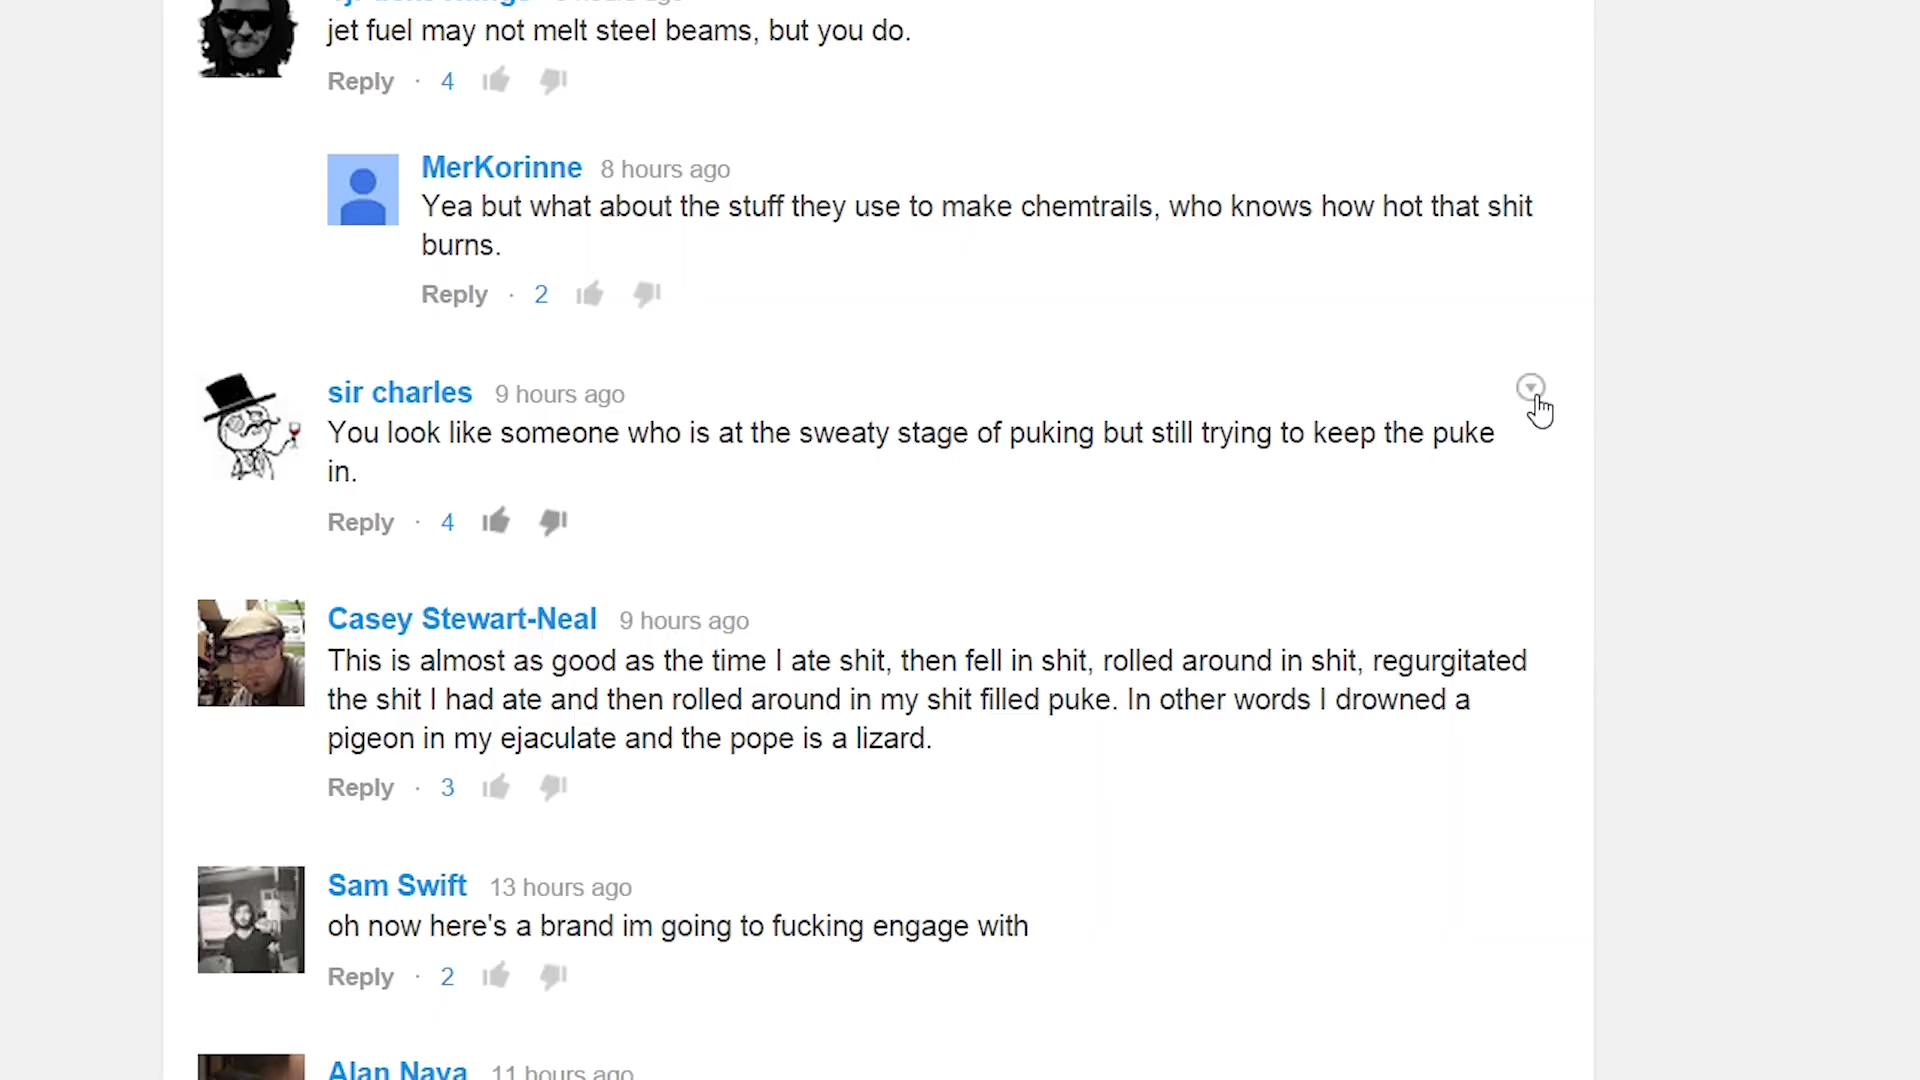 jet fuel may not melt steel beams, but you do.
Reply · 4
MerKorinne 8 hours ago
Yea but what about the stuff they use to make chemtrails, who knows how hot that shit
burns.
Reply · 2
sir charles 9 hours ago
You look like someone who is at the sweaty stage of puking but still trying to keep the puke
in.
Reply · 4
Casey Stewart-Neal 9 hours ago
This is almost as good as the time I ate shit, then fell in shit, rolled around in shit, regurgitated
the shit I had ate and then rolled around in my shit filled puke. In other words I drowned a
pigeon in my ejaculate and the pope is a lizard.
Reply · 3
Sam Swift 13 hours ago
oh now here's a brand im going to fucking engage with
Reply · 2
Alan Nava 11 hours ago